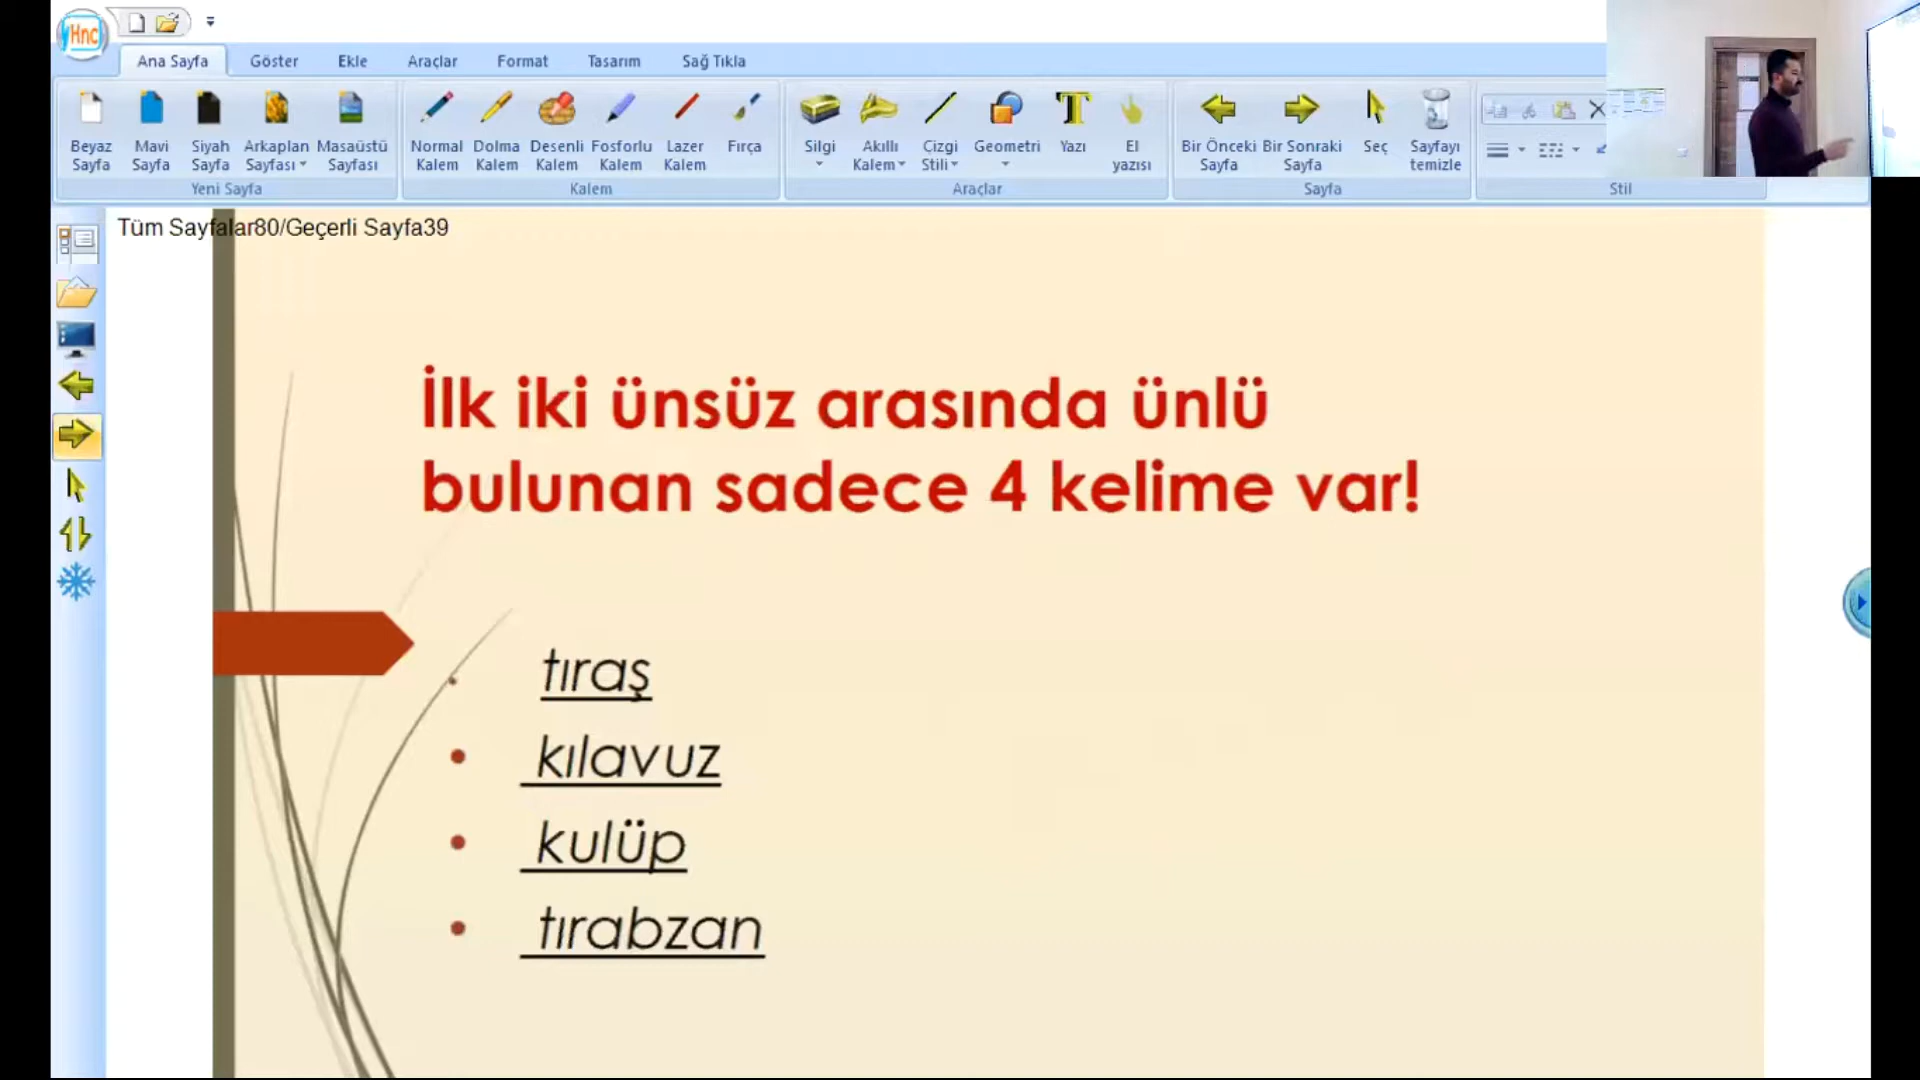 Hnc
Ana Sayfa Göster Ekle Araçlar Format Tasarım Sağ Tıkla
Beyaz Sayfa
Mavi Sayfa
Siyah Sayfa
Arkaplan Sayfası
Masaüstü Sayfası
Yeni Sayfa
Normal Kalem
Dolma Kalem
Desenli Kalem
Fosforlu Kalem
Lazer Kalem
Fırça
Kalem
Silgi
Akıllı Kalem
Çizgi Stili
Geometri
Yazı
El yazısı
Araçlar
Bir Önceki Sayfa
Bir Sonraki Sayfa
Seç
Sayfayı temizle
Sayfa
Stil
Tüm Sayfalar80/Geçerli Sayfa39
İlk iki ünsüz arasında ünlü
bulunan sadece 4 kelime var!
tıraş
kılavuz
kulüp
tırabzan